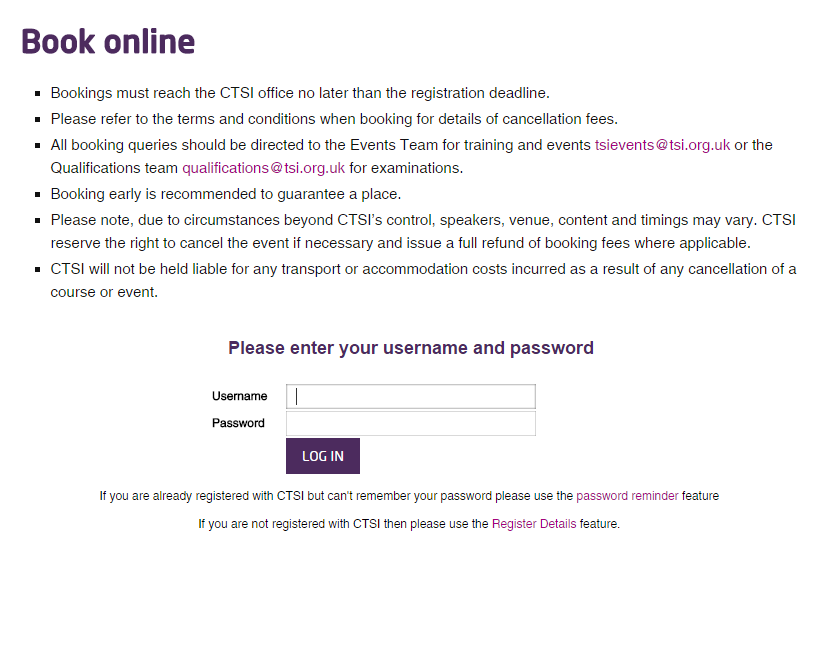 Book online
Bookings must reach the CTSI office no later than the registration deadline.
Please refer to the terms and conditions when booking for details of cancellation fees.
All booking queries should be directed to the Events Team for training and events tsievents@tsi.org.uk or the
Qualifications team qualifications@tsi.org.uk for examinations.
Booking early is recommended to guarantee a place.
Please note, due to circumstances beyond CTSI's control, speakers, venue, content and timings may vary. CTSI
reserve the right to cancel the event if necessary and issue a full refund of booking fees where applicable.
CTSI will not be held liable for any transport or accommodation costs incurred as a result of any cancellation of a
course or event.
Please enter your username and password
Username
Password
LOG IN
If you are already registered with CTSI but can't remember your password please use the password reminder feature
If you are not registered with CTSI then please use the Register Details feature.